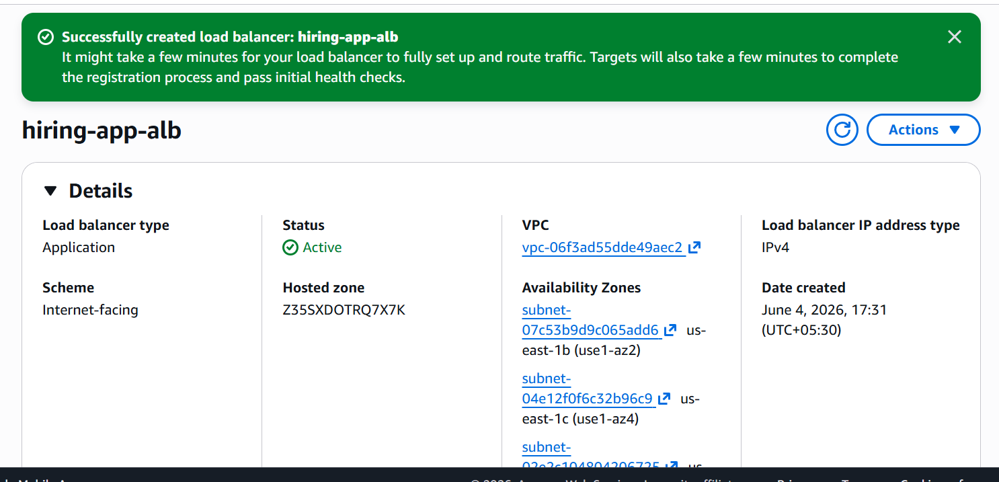 Successfully created load balancer: hiring-app-alb
It might take a few minutes for your load balancer to fully set up and route traffic. Targets will also take a few minutes to complete
the registration process and pass initial health checks.
hiring-app-alb
Actions
Details
Load balancer type
Application
Status
Active
VPC
vpc-06f3ad55dde49aec2
Load balancer IP address type
IPv4
Scheme
Internet-facing
Hosted zone
Z35SXDOTRQ7X7K
Availability Zones
subnet-
07c53b9d9c065add6 us-
east-1b (use1-az2)
subnet-
04e12f0f6c32b96c9 us-
east-1c (use1-az4)
subnet-
Date created
June 4, 2026, 17:31
(UTC+05:30)